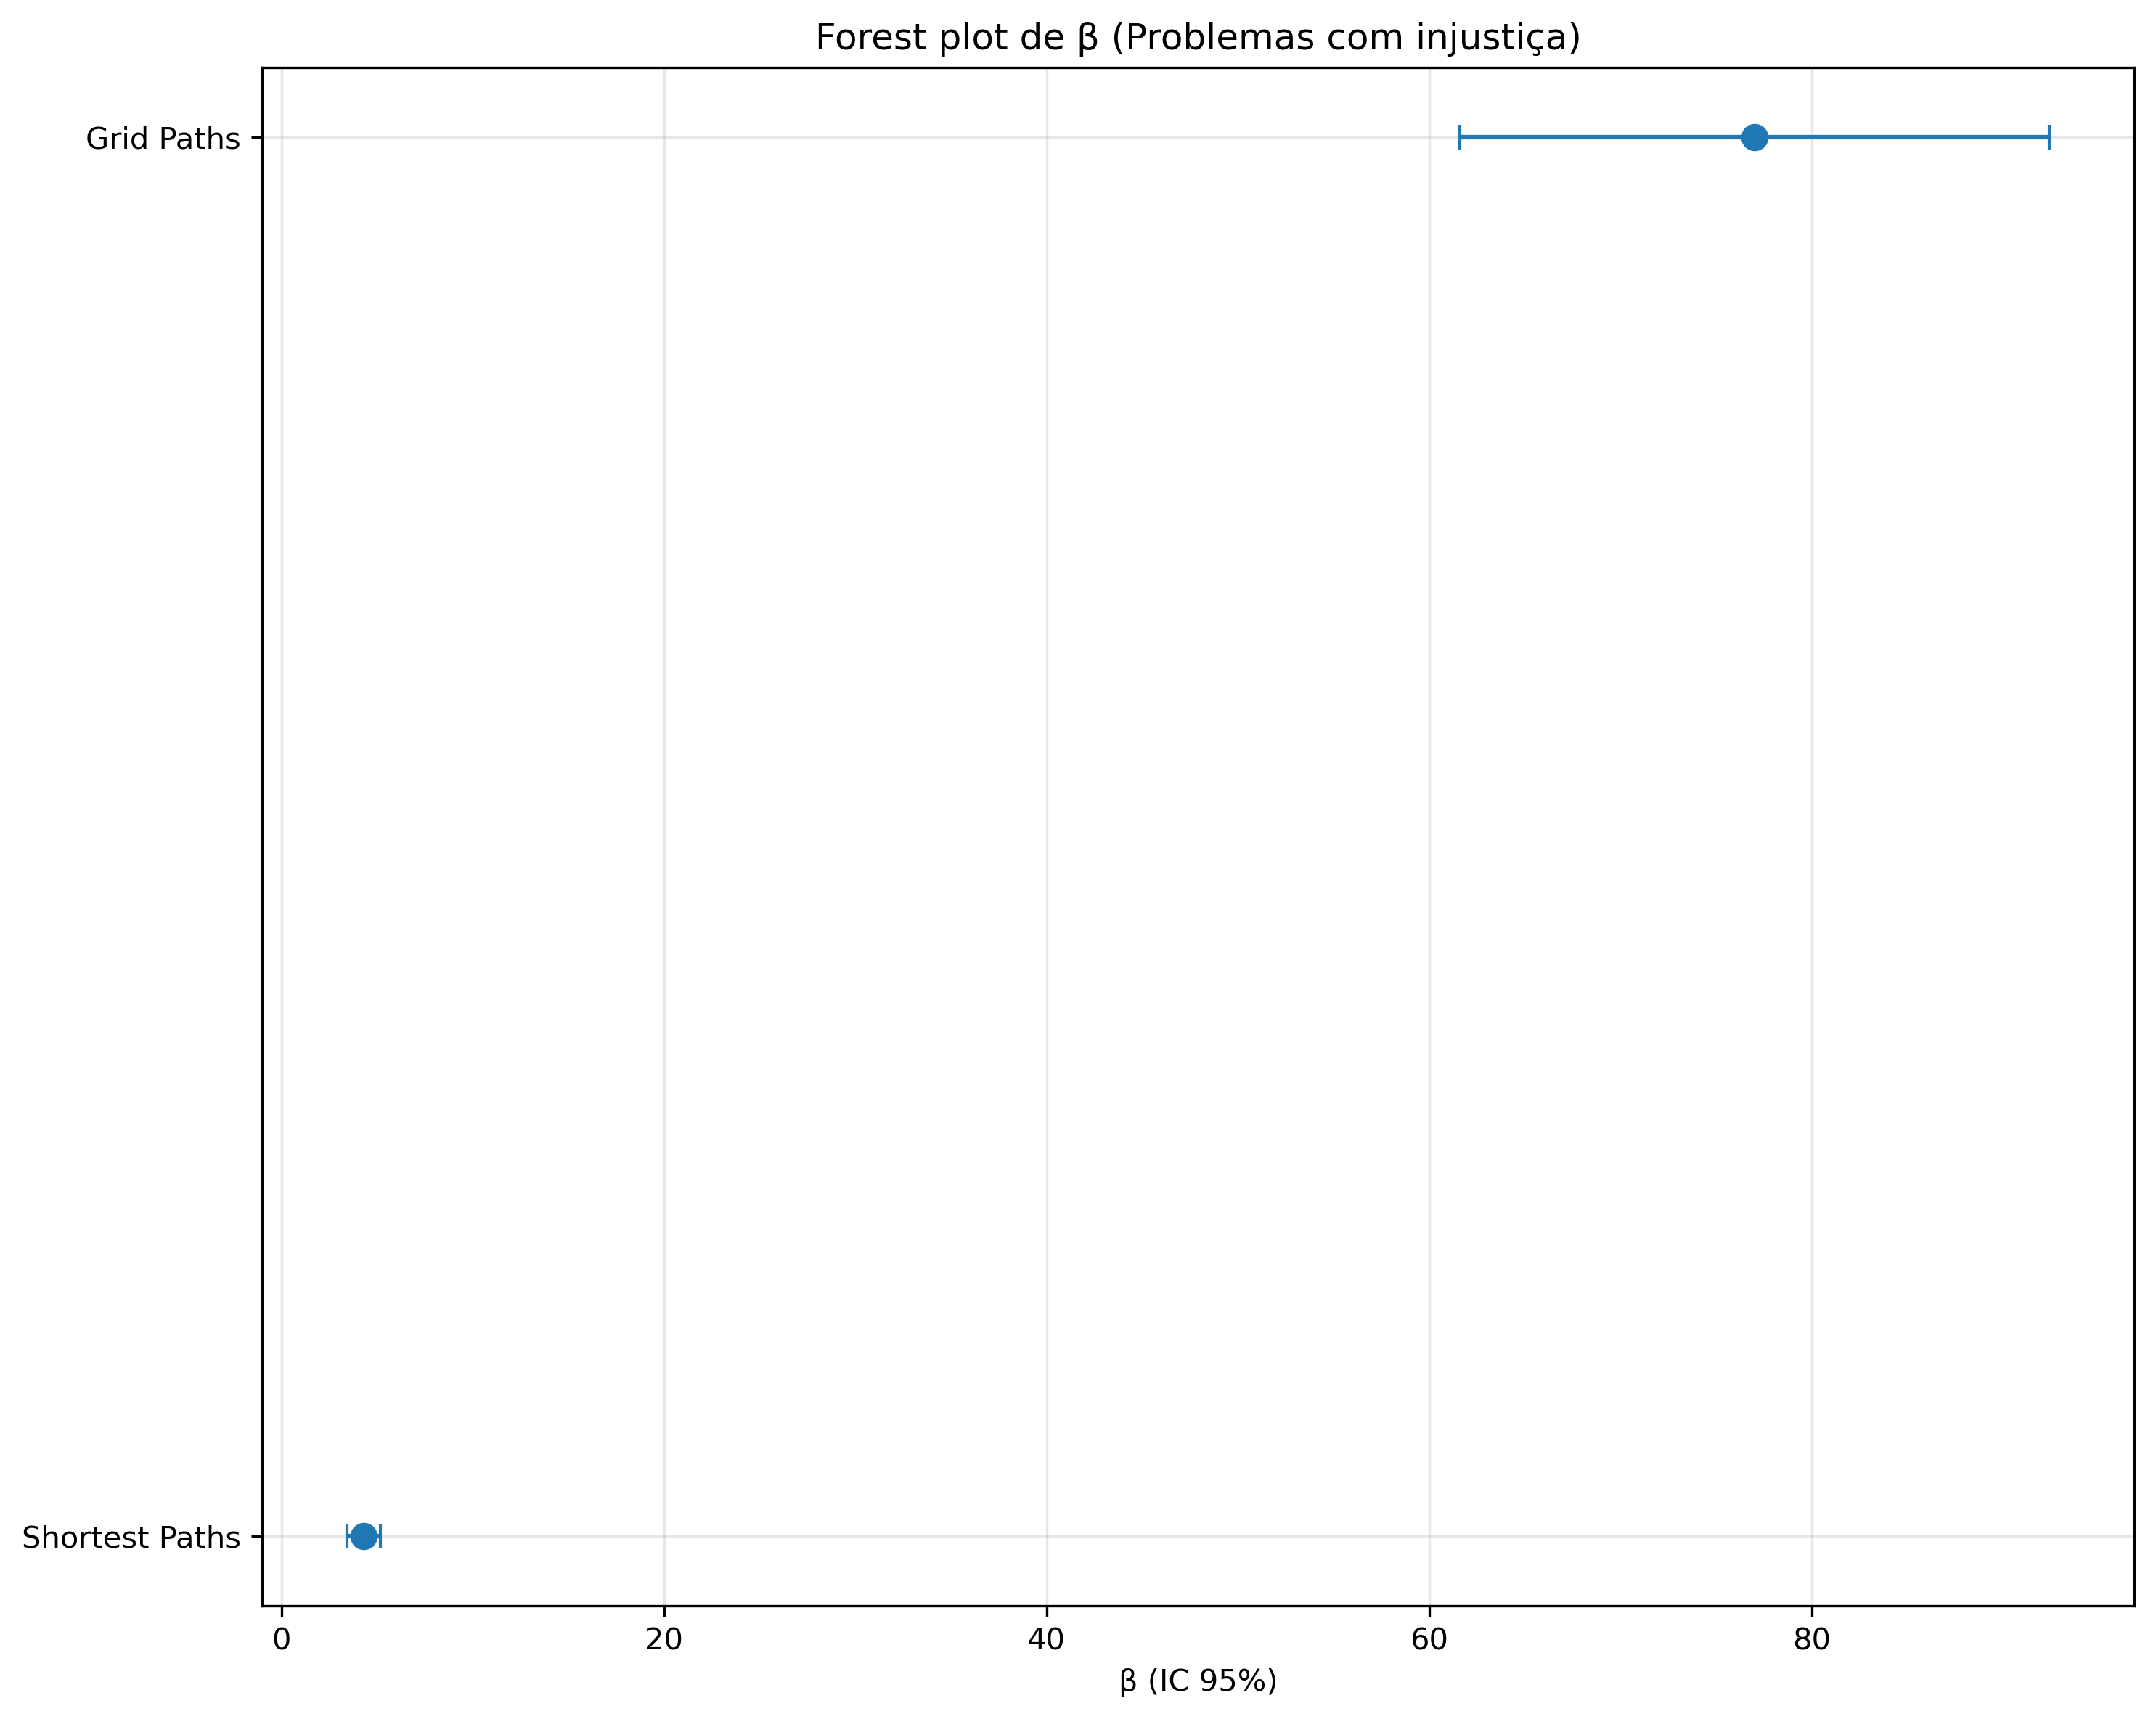 Forest plot de β (Problemas com injustiça)
Grid Paths
Shortest Paths
0 20 40 60 80
β (IC 95%)